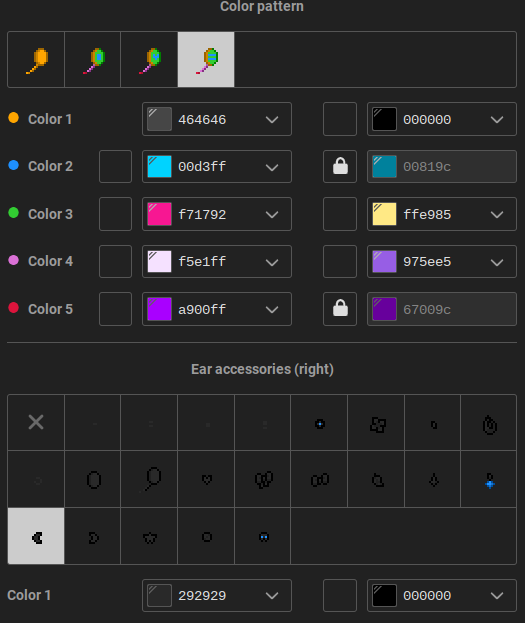 Color pattern
Color 1 464646 000000
Color 2 00d3ff 00819c
Color 3 f71792 ffe985
Color 4 f5e1ff 975ee5
Color 5 a900ff 67009c
Ear accessories (right)
Color 1 292929 000000